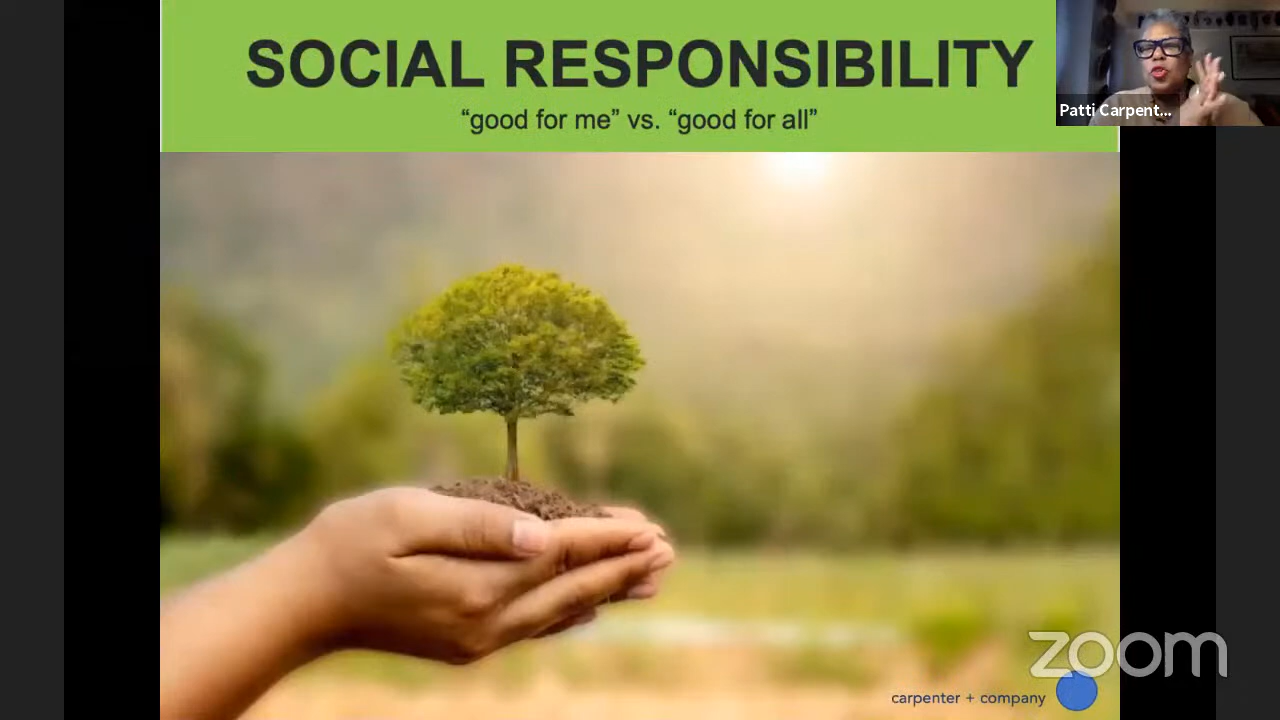 SOCIAL RESPONSIBILITY
“good for me” vs. “good for all”
Patti Carpent...
zoom
carpenter + company